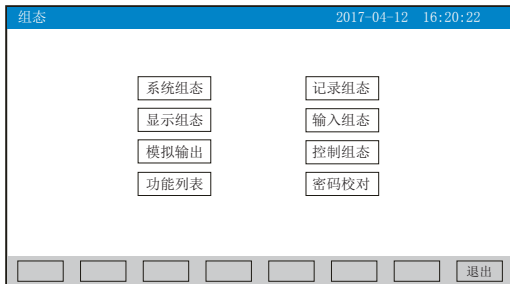 组态 2017-04-12 16:20:22
系统组态 记录组态
显示组态 输入组态
模拟输出 控制组态
功能列表 密码校对
退出